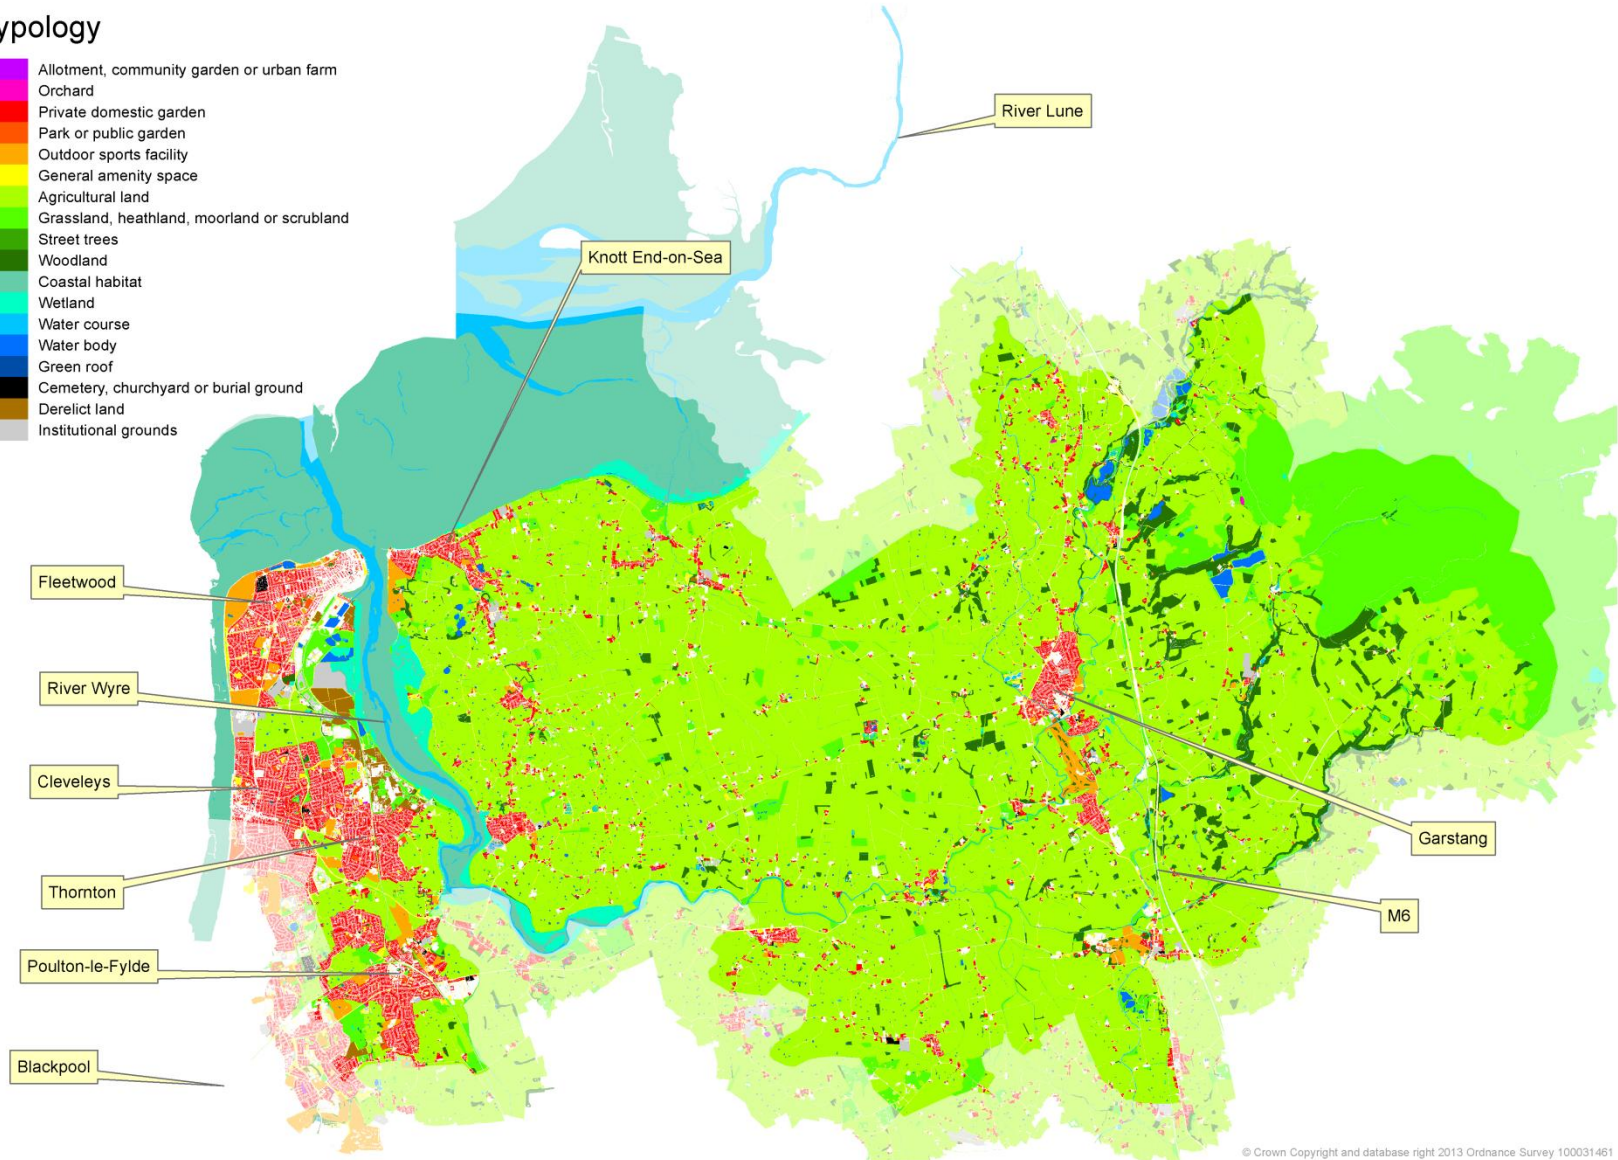 ypology
Allotment, community garden or urban farm
Orchard
Private domestic garden
Park or public garden
Outdoor sports facility
General amenity space
Agricultural land
Grassland, heathland, moorland or scrubland
Street trees
Woodland
Coastal habitat
Wetland
Water course
Water body
Green roof
Cemetery, churchyard or burial ground
Derelict land
Institutional grounds
River Lune
Knott End-on-Sea
Fleetwood
River Wyre
Cleveleys
Thornton
Poulton-le-Fylde
Blackpool
Garstang
M6
© Crown Copyright and database right 2013 Ordnance Survey 100031461